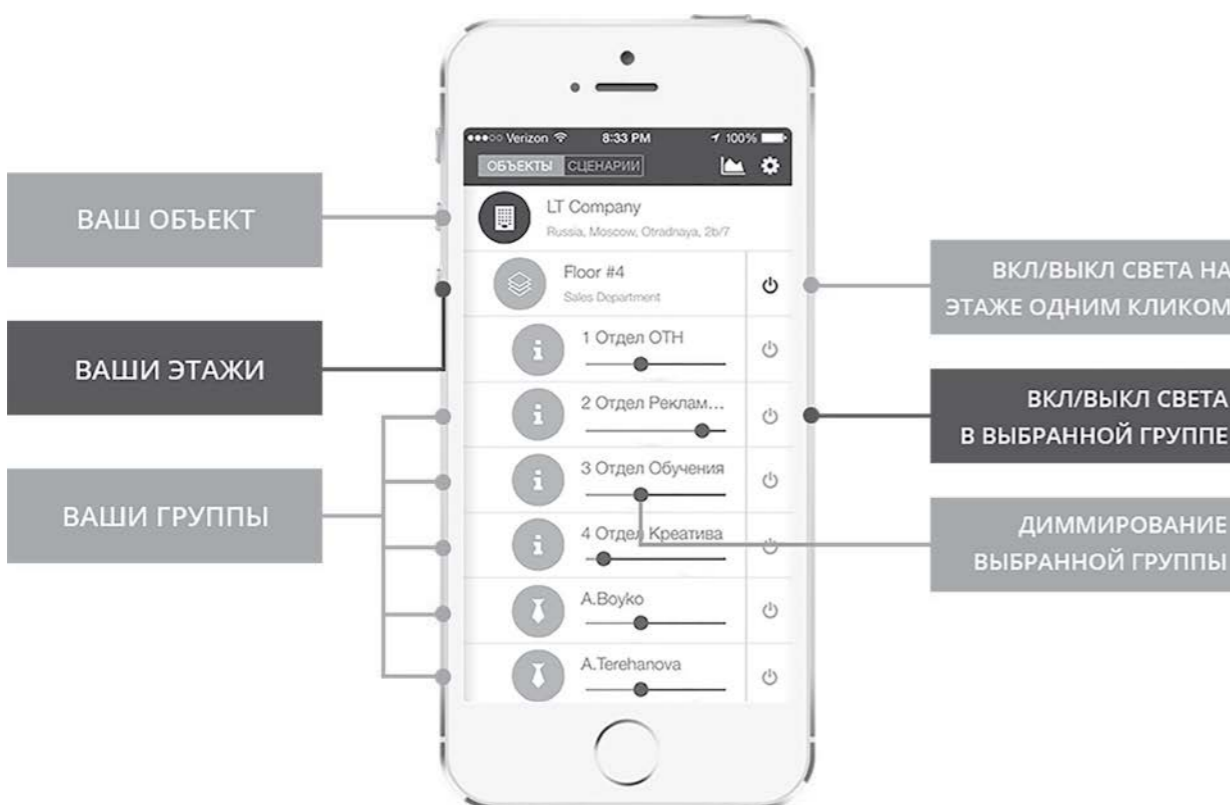 Verizon 8:33 PM 100%
ОБЪЕКТЫ СЦЕНАРИИ
LT Company
Russia, Moscow, Otradnaya, 2b/7
Floor #4
Sales Department
1 Отдел ОТН
2 Отдел Реклам...
3 Отдел Обучения
4 Отдел Креатива
A.Boyko
A.Terehanova
ВАШ ОБЪЕКТ
ВАШИ ЭТАЖИ
ВАШИ ГРУППЫ
ВКЛ/ВЫКЛ СВЕТА НА
ЭТАЖЕ ОДНИМ КЛИКОМ
ВКЛ/ВЫКЛ СВЕТА
В ВЫБРАННОЙ ГРУППЕ
ДИММИРОВАНИЕ
ВЫБРАННОЙ ГРУППЫ